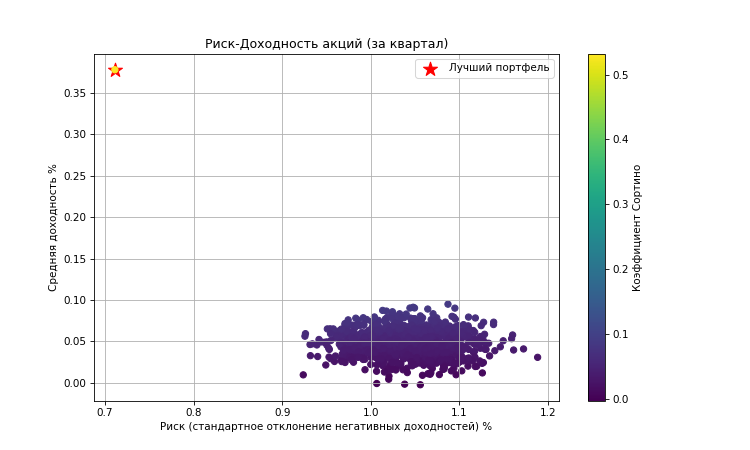 Риск-Доходность акций (за квартал)
Лучший портфель
Средняя доходность %
0.35
0.30
0.25
0.20
0.15
0.10
0.05
0.00
0.7 0.8 0.9 1.0 1.1 1.2
Риск (стандартное отклонение негативных доходностей) %
0.5
0.4
0.3
0.2
0.1
0.0
Коэффициент Сортино